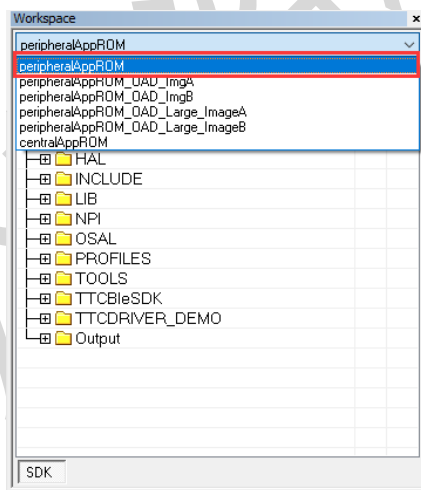 Workspace
peripheralAppROM
peripheralAppROM
peripheralAppROM_OAD_ImgA
peripheralAppROM_OAD_ImgB
peripheralAppROM_OAD_Large_ImageA
peripheralAppROM_OAD_Large_ImageB
centralAppROM
HAL
INCLUDE
LIB
NPI
OSAL
PROFILES
TOOLS
TTCBleSDK
TTCDRIVER_DEMO
Output
SDK